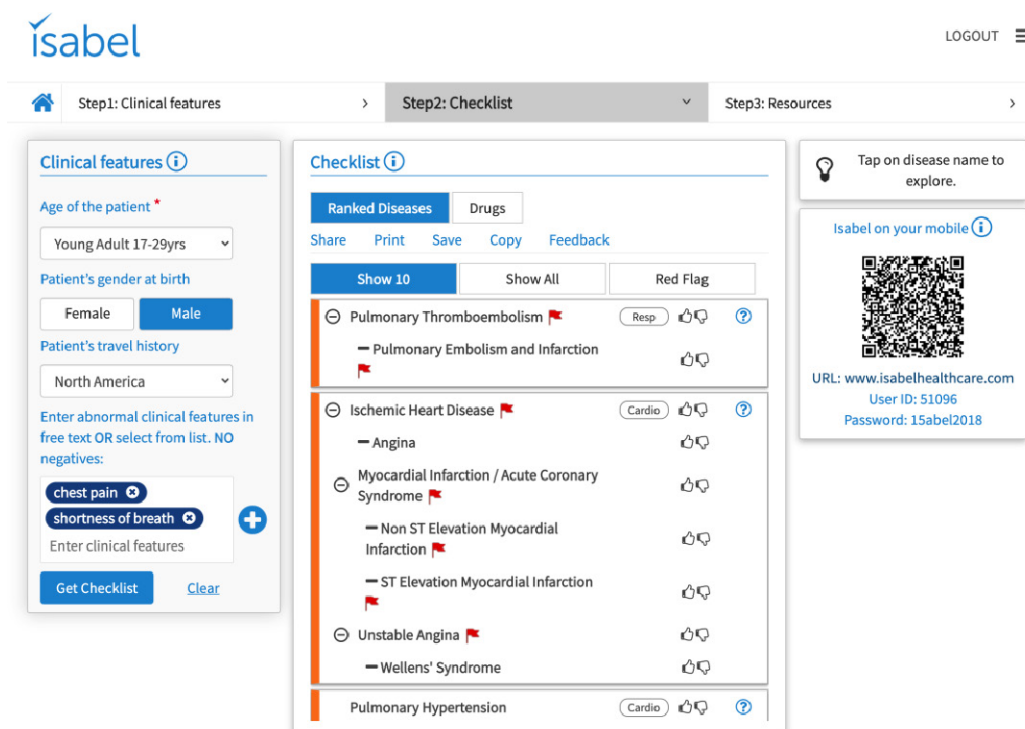 isabel
LOGOUT
Step1: Clinical features
Step2: Checklist
Step3: Resources
Clinical features
Age of the patient *
Young Adult 17-29yrs
Patient's gender at birth
Female
Male
Patient's travel history
North America
Enter abnormal clinical features in
free text OR select from list. NO
negatives:
chest pain
shortness of breath
Enter clinical features
Get Checklist
Clear
Checklist
Ranked Diseases
Drugs
Share
Print
Save
Copy
Feedback
Show 10
Show All
Red Flag
Pulmonary Thromboembolism
Resp
Pulmonary Embolism and Infarction
Ischemic Heart Disease
Cardio
Angina
Myocardial Infarction / Acute Coronary
Syndrome
Non ST Elevation Myocardial
Infarction
ST Elevation Myocardial Infarction
Unstable Angina
Wellens' Syndrome
Pulmonary Hypertension
Cardio
Tap on disease name to
explore.
Isabel on your mobile
URL: www.isabelhealthcare.com
User ID: 51096
Password: 15abel2018